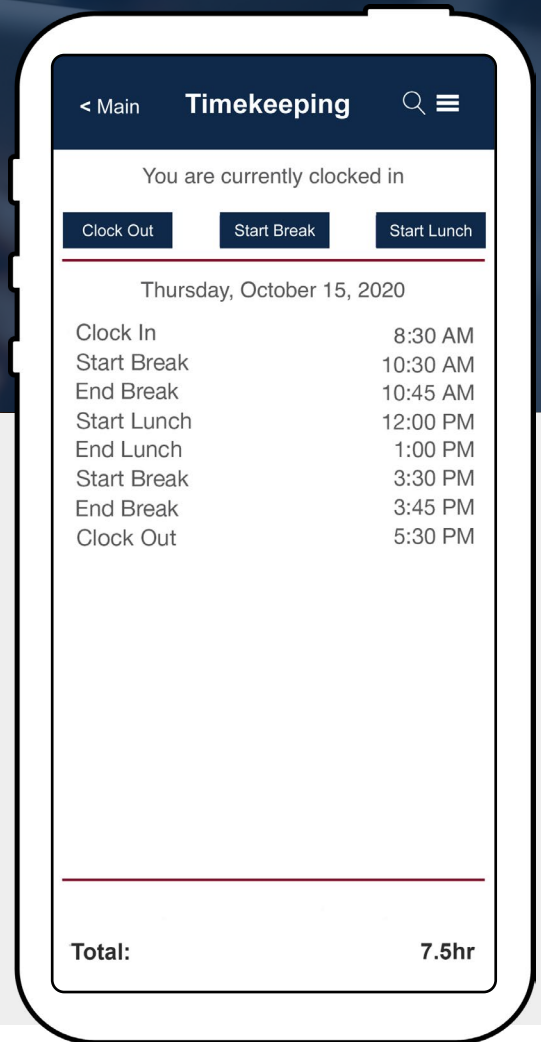 < Main Timekeeping
You are currently clocked in
Clock Out Start Break Start Lunch
Thursday, October 15, 2020
Clock In 8:30 AM
Start Break 10:30 AM
End Break 10:45 AM
Start Lunch 12:00 PM
End Lunch 1:00 PM
Start Break 3:30 PM
End Break 3:45 PM
Clock Out 5:30 PM
Total: 7.5hr